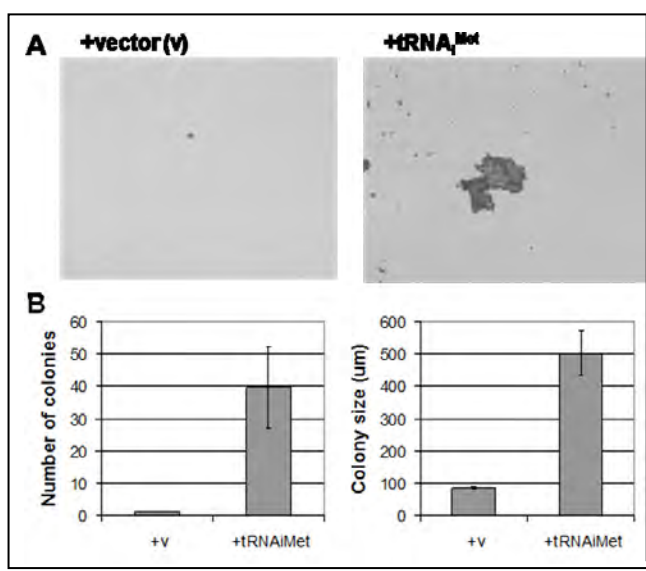 A +vector (v) +tRNAiMet
B
Number of colonies
60
50
40
30
20
10
0
+v +tRNAiMet
Colony size (um)
600
500
400
300
200
100
0
+v +tRNAiMet